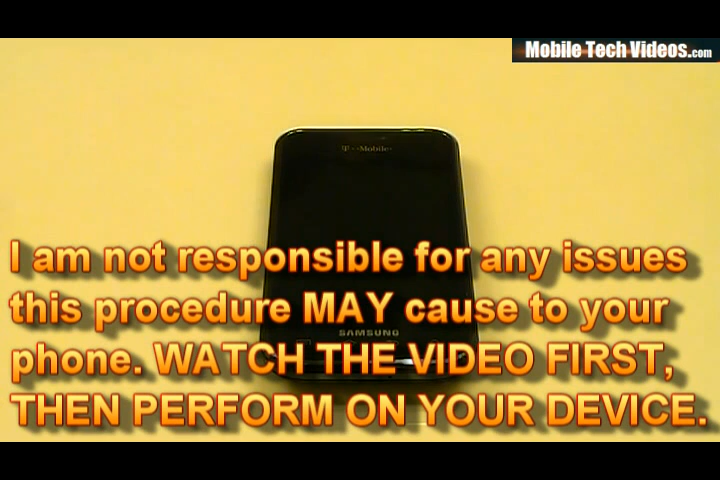 Mobile Tech Videos.com
T··Mobile·
I am not responsible for any issues
this procedure MAY cause to your
SAMSUNG
phone. WATCH THE VIDEO FIRST,
THEN PERFORM ON YOUR DEVICE.